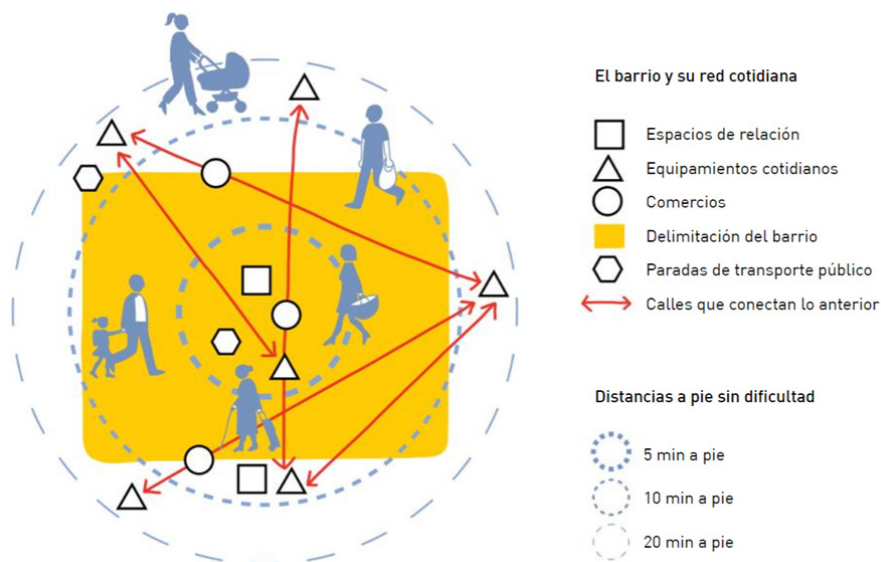 El barrio y su red cotidiana
Espacios de relación
Equipamientos cotidianos
Comercios
Delimitación del barrio
Paradas de transporte público
Calles que conectan lo anterior
Distancias a pie sin dificultad
5 min a pie
10 min a pie
20 min a pie